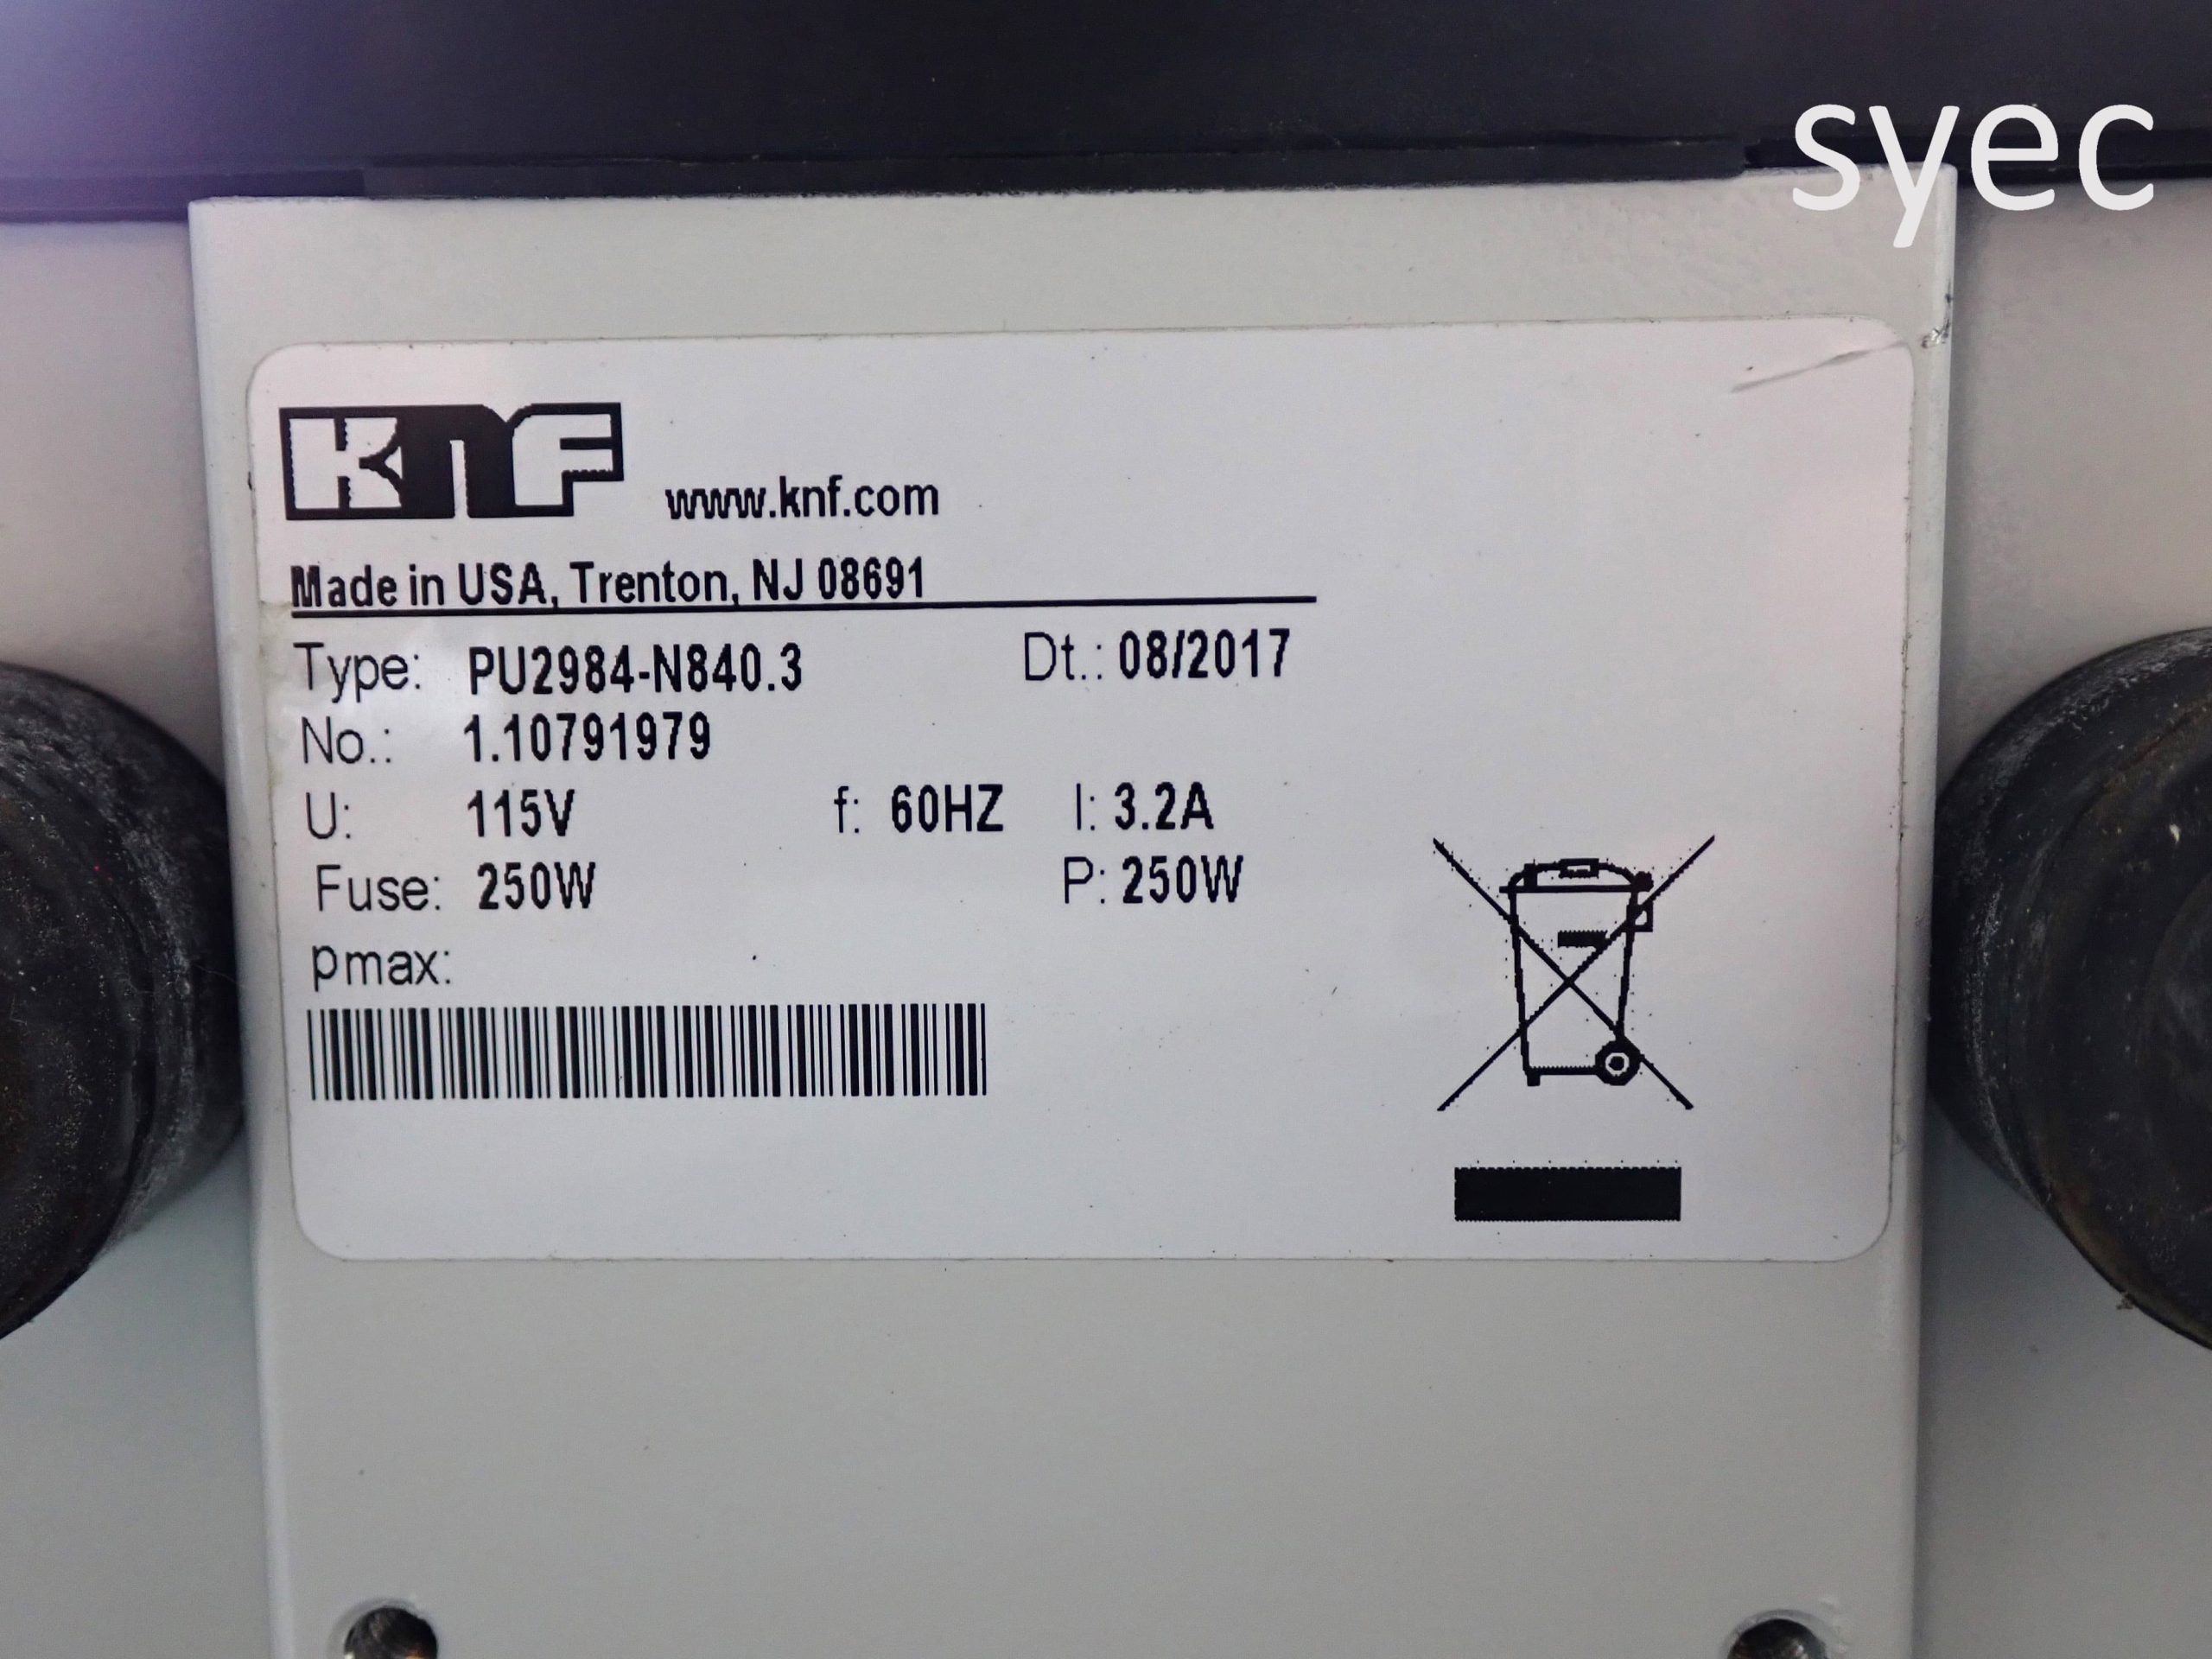 syec
KNF www.knf.com
Made in USA, Trenton, NJ 08691
Type: PU2984-N840.3 Dt.: 08/2017
No.: 1.10791979
U: 115V f: 60HZ I: 3.2A
Fuse: 250W P: 250W
pmax: